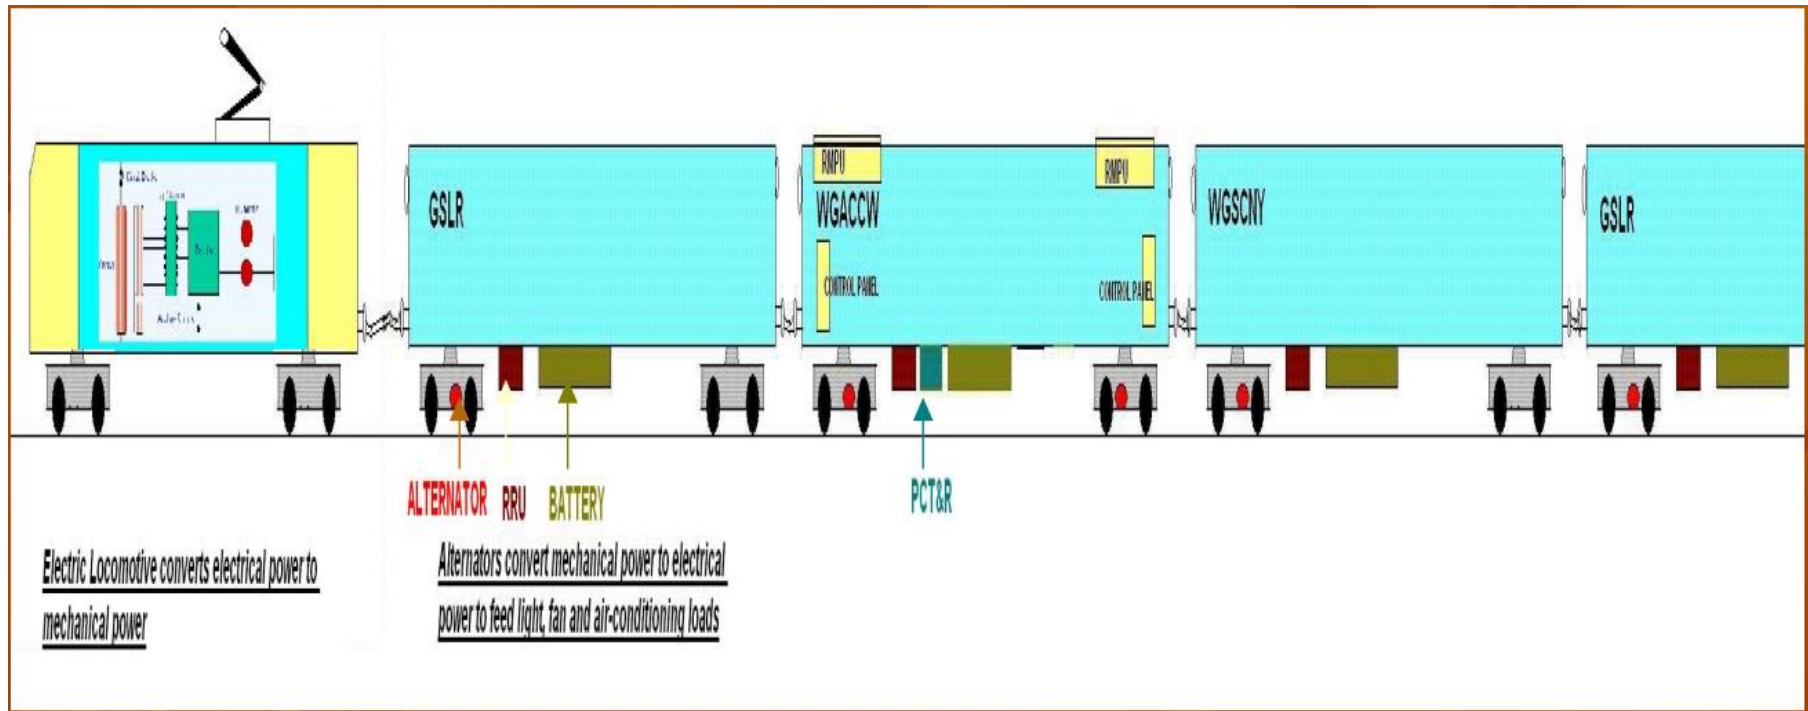 GSLR
RMPU
RMPU
WGACCW
CONTROL PANEL
CONTROL PANEL
WGSCNY
GSLR
ALTERNATOR
RRU
BATTERY
PCT&R
Electric Locomotive converts electrical power to
mechanical power
Alternators convert mechanical power to electrical
power to feed light, fan and air-conditioning loads